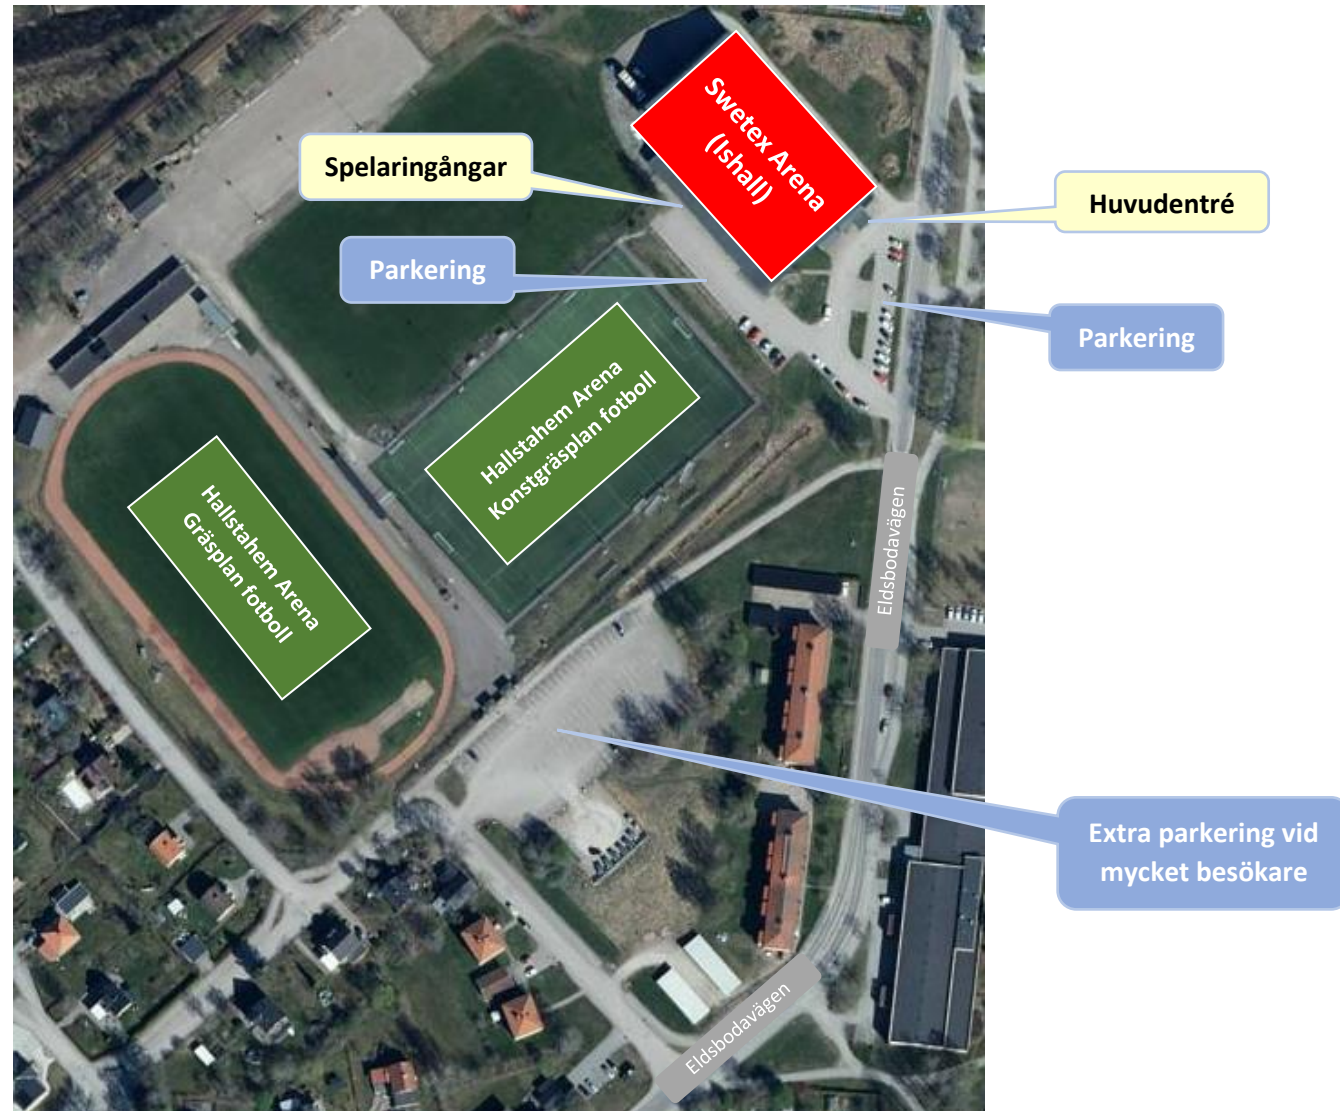 Swetex Arena
(Ishall)
Spelaringångar
Huvudentré
Parkering
Parkering
Hallstahem Arena
Konstgräsplan fotboll
Hallstahem Arena
Gräsplan fotboll
Eldsbodavägen
Extra parkering vid
mycket besökare
Eldsbodavägen